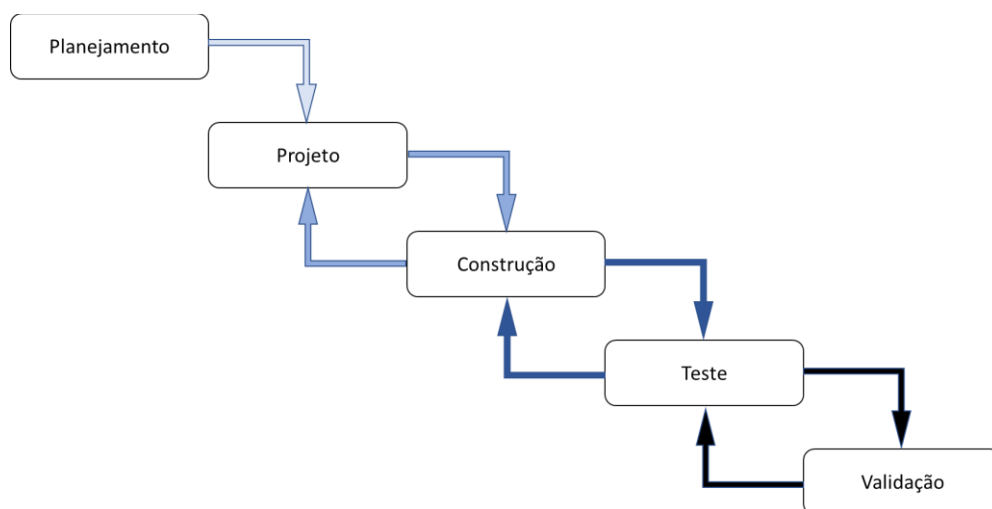 Planejamento
Projeto
Construção
Teste
Validação